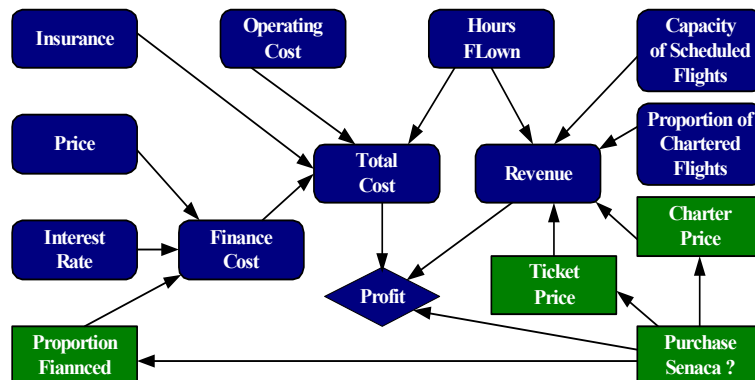 Insurance
Operating
Cost
Hours
FLown
Capacity
of Scheduled
Flights
Price
Total
Cost
Revenue
Proportion of
Chartered
Flights
Interest
Rate
Finance
Cost
Charter
Price
Profit
Ticket
Price
Proportion
Fiannced
Purchase
Senaca ?